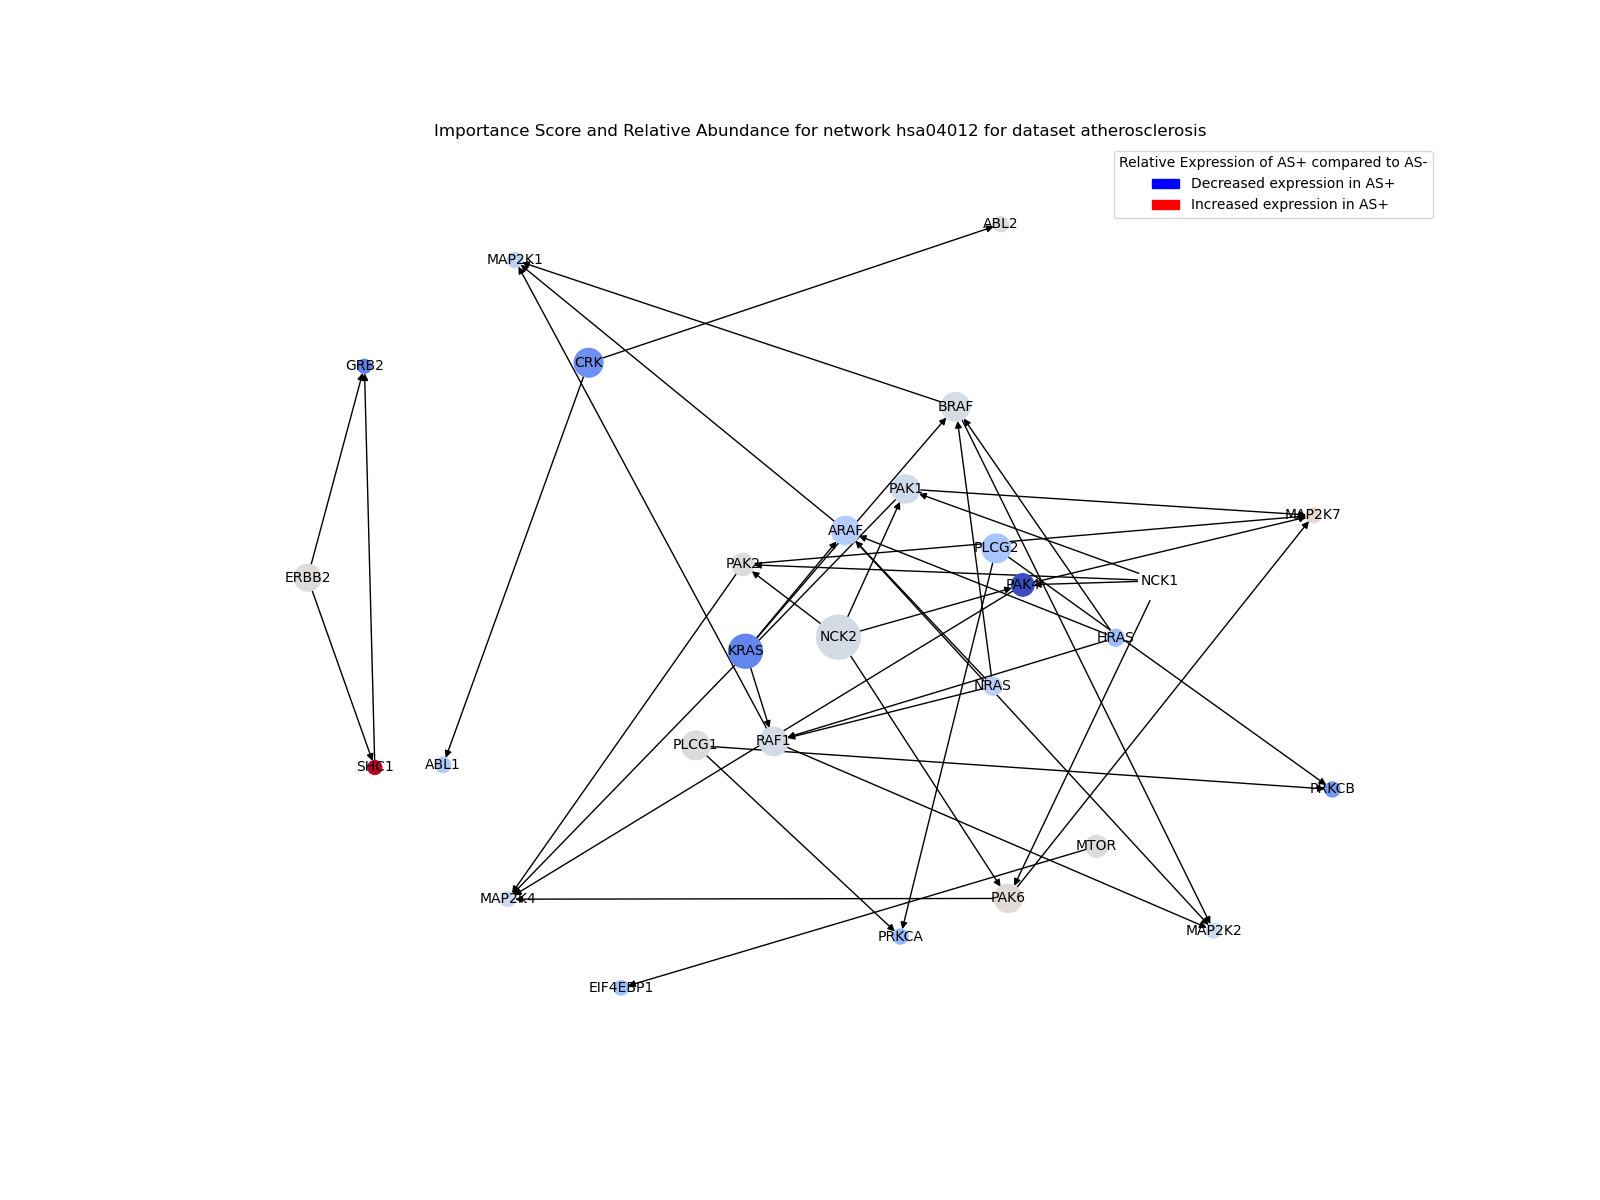 Importance Score and Relative Abundance for network hsa04012 for dataset atherosclerosis
Relative Expression of AS+ compared to AS-
Decreased expression in AS+
Increased expression in AS+
ABL2
MAP2K1
CRK
GRB2
BRAF
PAK1
MAP2K7
ARAF
PLCG2
PAK2
ERBB2
NCK1
PAK4
NCK2
HRAS
KRAS
NRAS
RAF1
PLCG1
SHC1
ABL1
PRKCB
MTOR
MAP2K4
PAK6
PRKCA
MAP2K2
EIF4EBP1